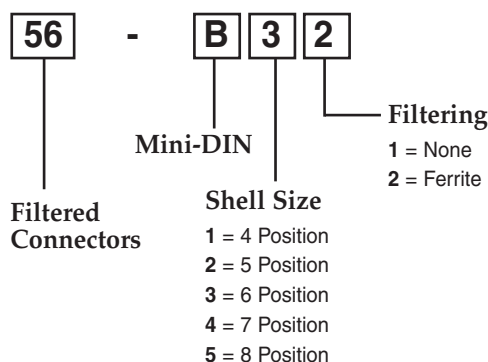 56 - B 3 2
Mini-DIN
Filtering
1 = None
2 = Ferrite
Filtered
Connectors
Shell Size
1 = 4 Position
2 = 5 Position
3 = 6 Position
4 = 7 Position
5 = 8 Position